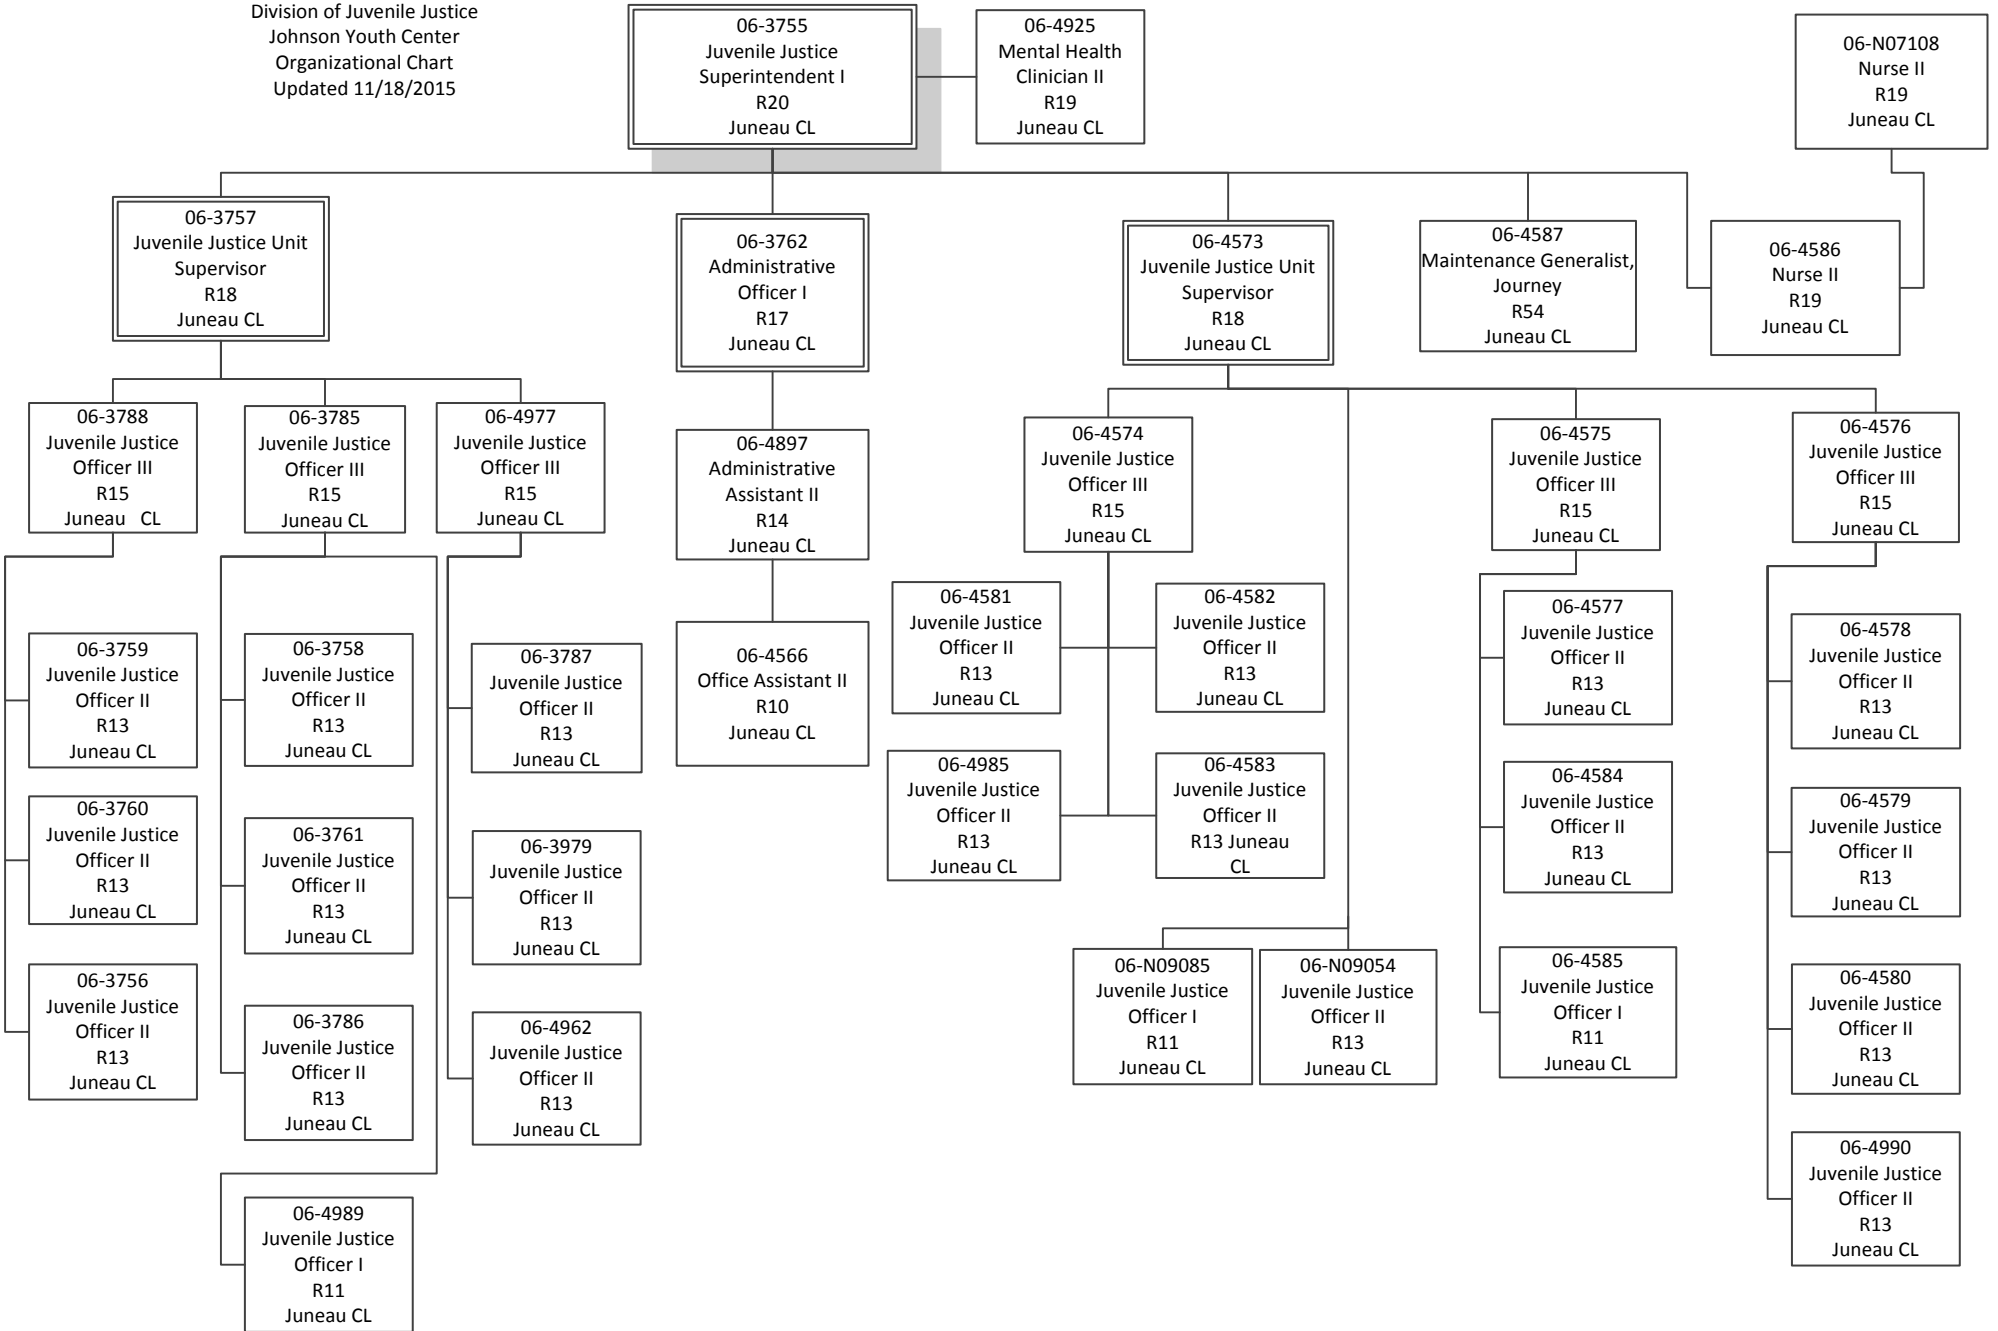 Division of Juvenile Justice
Johnson Youth Center
Organizational Chart
Updated 11/18/2015
06-3755
Juvenile Justice
Superintendent I
R20
Juneau CL
06-4925
Mental Health
Clinician II
R19
Juneau CL
06-N07108
Nurse II
R19
Juneau CL
06-3757
Juvenile Justice Unit
Supervisor
R18
Juneau CL
06-3762
Administrative
Officer I
R17
Juneau CL
06-4573
Juvenile Justice Unit
Supervisor
R18
Juneau CL
06-4587
Maintenance Generalist,
Journey
R54
Juneau CL
06-4586
Nurse II
R19
Juneau CL
06-3788
Juvenile Justice
Officer III
R15
Juneau CL
06-3785
Juvenile Justice
Officer III
R15
Juneau CL
06-4977
Juvenile Justice
Officer III
R15
Juneau CL
06-4897
Administrative
Assistant II
R14
Juneau CL
06-4574
Juvenile Justice
Officer III
R15
Juneau CL
06-4575
Juvenile Justice
Officer III
R15
Juneau CL
06-4576
Juvenile Justice
Officer III
R15
Juneau CL
06-3759
Juvenile Justice
Officer II
R13
Juneau CL
06-3758
Juvenile Justice
Officer II
R13
Juneau CL
06-3787
Juvenile Justice
Officer II
R13
Juneau CL
06-4566
Office Assistant II
R10
Juneau CL
06-4581
Juvenile Justice
Officer II
R13
Juneau CL
06-4582
Juvenile Justice
Officer II
R13
Juneau CL
06-4577
Juvenile Justice
Officer II
R13
Juneau CL
06-4578
Juvenile Justice
Officer II
R13
Juneau CL
06-3760
Juvenile Justice
Officer II
R13
Juneau CL
06-3761
Juvenile Justice
Officer II
R13
Juneau CL
06-3979
Juvenile Justice
Officer II
R13
Juneau CL
06-4985
Juvenile Justice
Officer II
R13
Juneau CL
06-4583
Juvenile Justice
Officer II
R13 Juneau
CL
06-4584
Juvenile Justice
Officer II
R13
Juneau CL
06-4579
Juvenile Justice
Officer II
R13
Juneau CL
06-3756
Juvenile Justice
Officer II
R13
Juneau CL
06-3786
Juvenile Justice
Officer II
R13
Juneau CL
06-4962
Juvenile Justice
Officer II
R13
Juneau CL
06-N09085
Juvenile Justice
Officer I
R11
Juneau CL
06-N09054
Juvenile Justice
Officer II
R13
Juneau CL
06-4585
Juvenile Justice
Officer I
R11
Juneau CL
06-4580
Juvenile Justice
Officer II
R13
Juneau CL
06-4989
Juvenile Justice
Officer I
R11
Juneau CL
06-4990
Juvenile Justice
Officer II
R13
Juneau CL